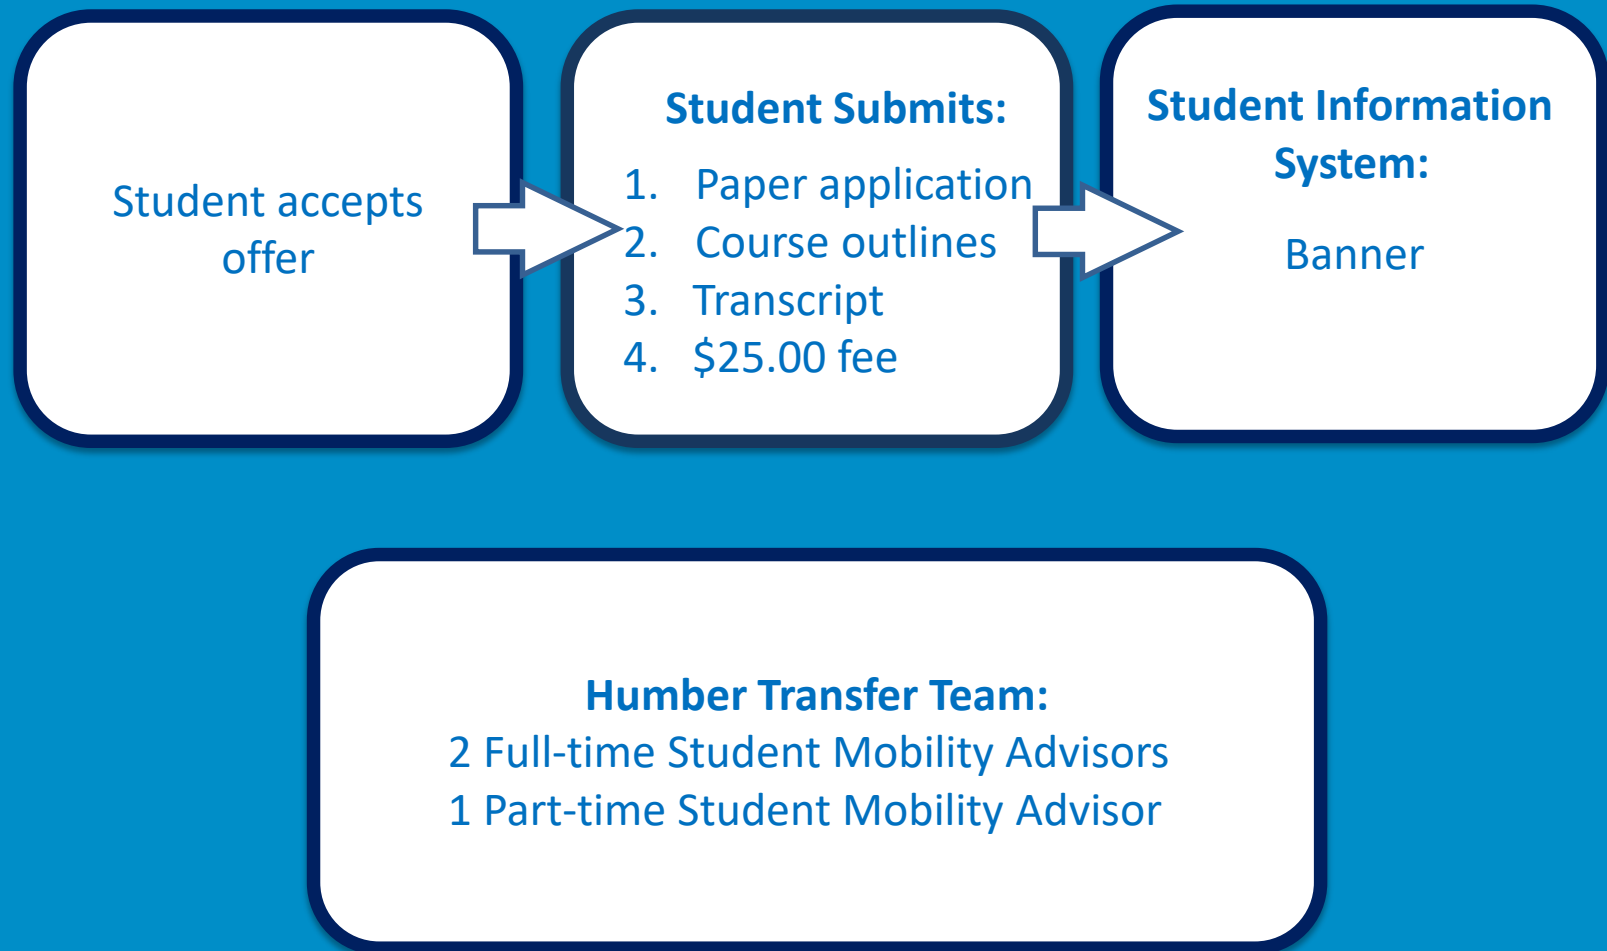 Student accepts
offer
Student Submits:
1. Paper application
2. Course outlines
3. Transcript
4. $25.00 fee
Student Information
System:
Banner
Humber Transfer Team:
2 Full-time Student Mobility Advisors
1 Part-time Student Mobility Advisor